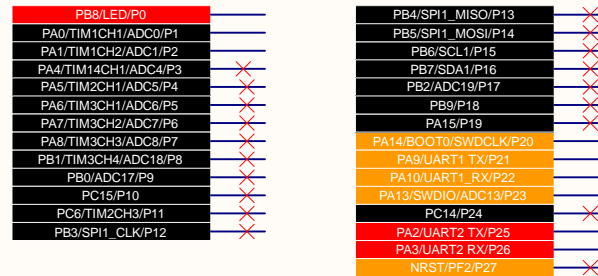 PB8/LED/P0
PA0/TIM1CH1/ADC0/P1
PA1/TIM1CH2/ADC1/P2
PA4/TIM14CH1/ADC4/P3
PA5/TIM2CH1/ADC5/P4
PA6/TIM3CH1/ADC6/P5
PA7/TIM3CH2/ADC7/P6
PA8/TIM3CH3/ADC8/P7
PB1/TIM3CH4/ADC18/P8
PB0/ADC17/P9
PC15/P10
PC6/TIM2CH3/P11
PB3/SPI1_CLK/P12
PB4/SPI1_MISO/P13
PB5/SPI1_MOSI/P14
PB6/SCL1/P15
PB7/SDA1/P16
PB2/ADC19/P17
PB9/P18
PA15/P19
PA14/BOOT0/SWDCLK/P20
PA9/UART1 TX/P21
PA10/UART1_RX/P22
PA13/SWDIO/ADC13/P23
PC14/P24
PA2/UART2 TX/P25
PA3/UART2 RX/P26
NRST/PF2/P27